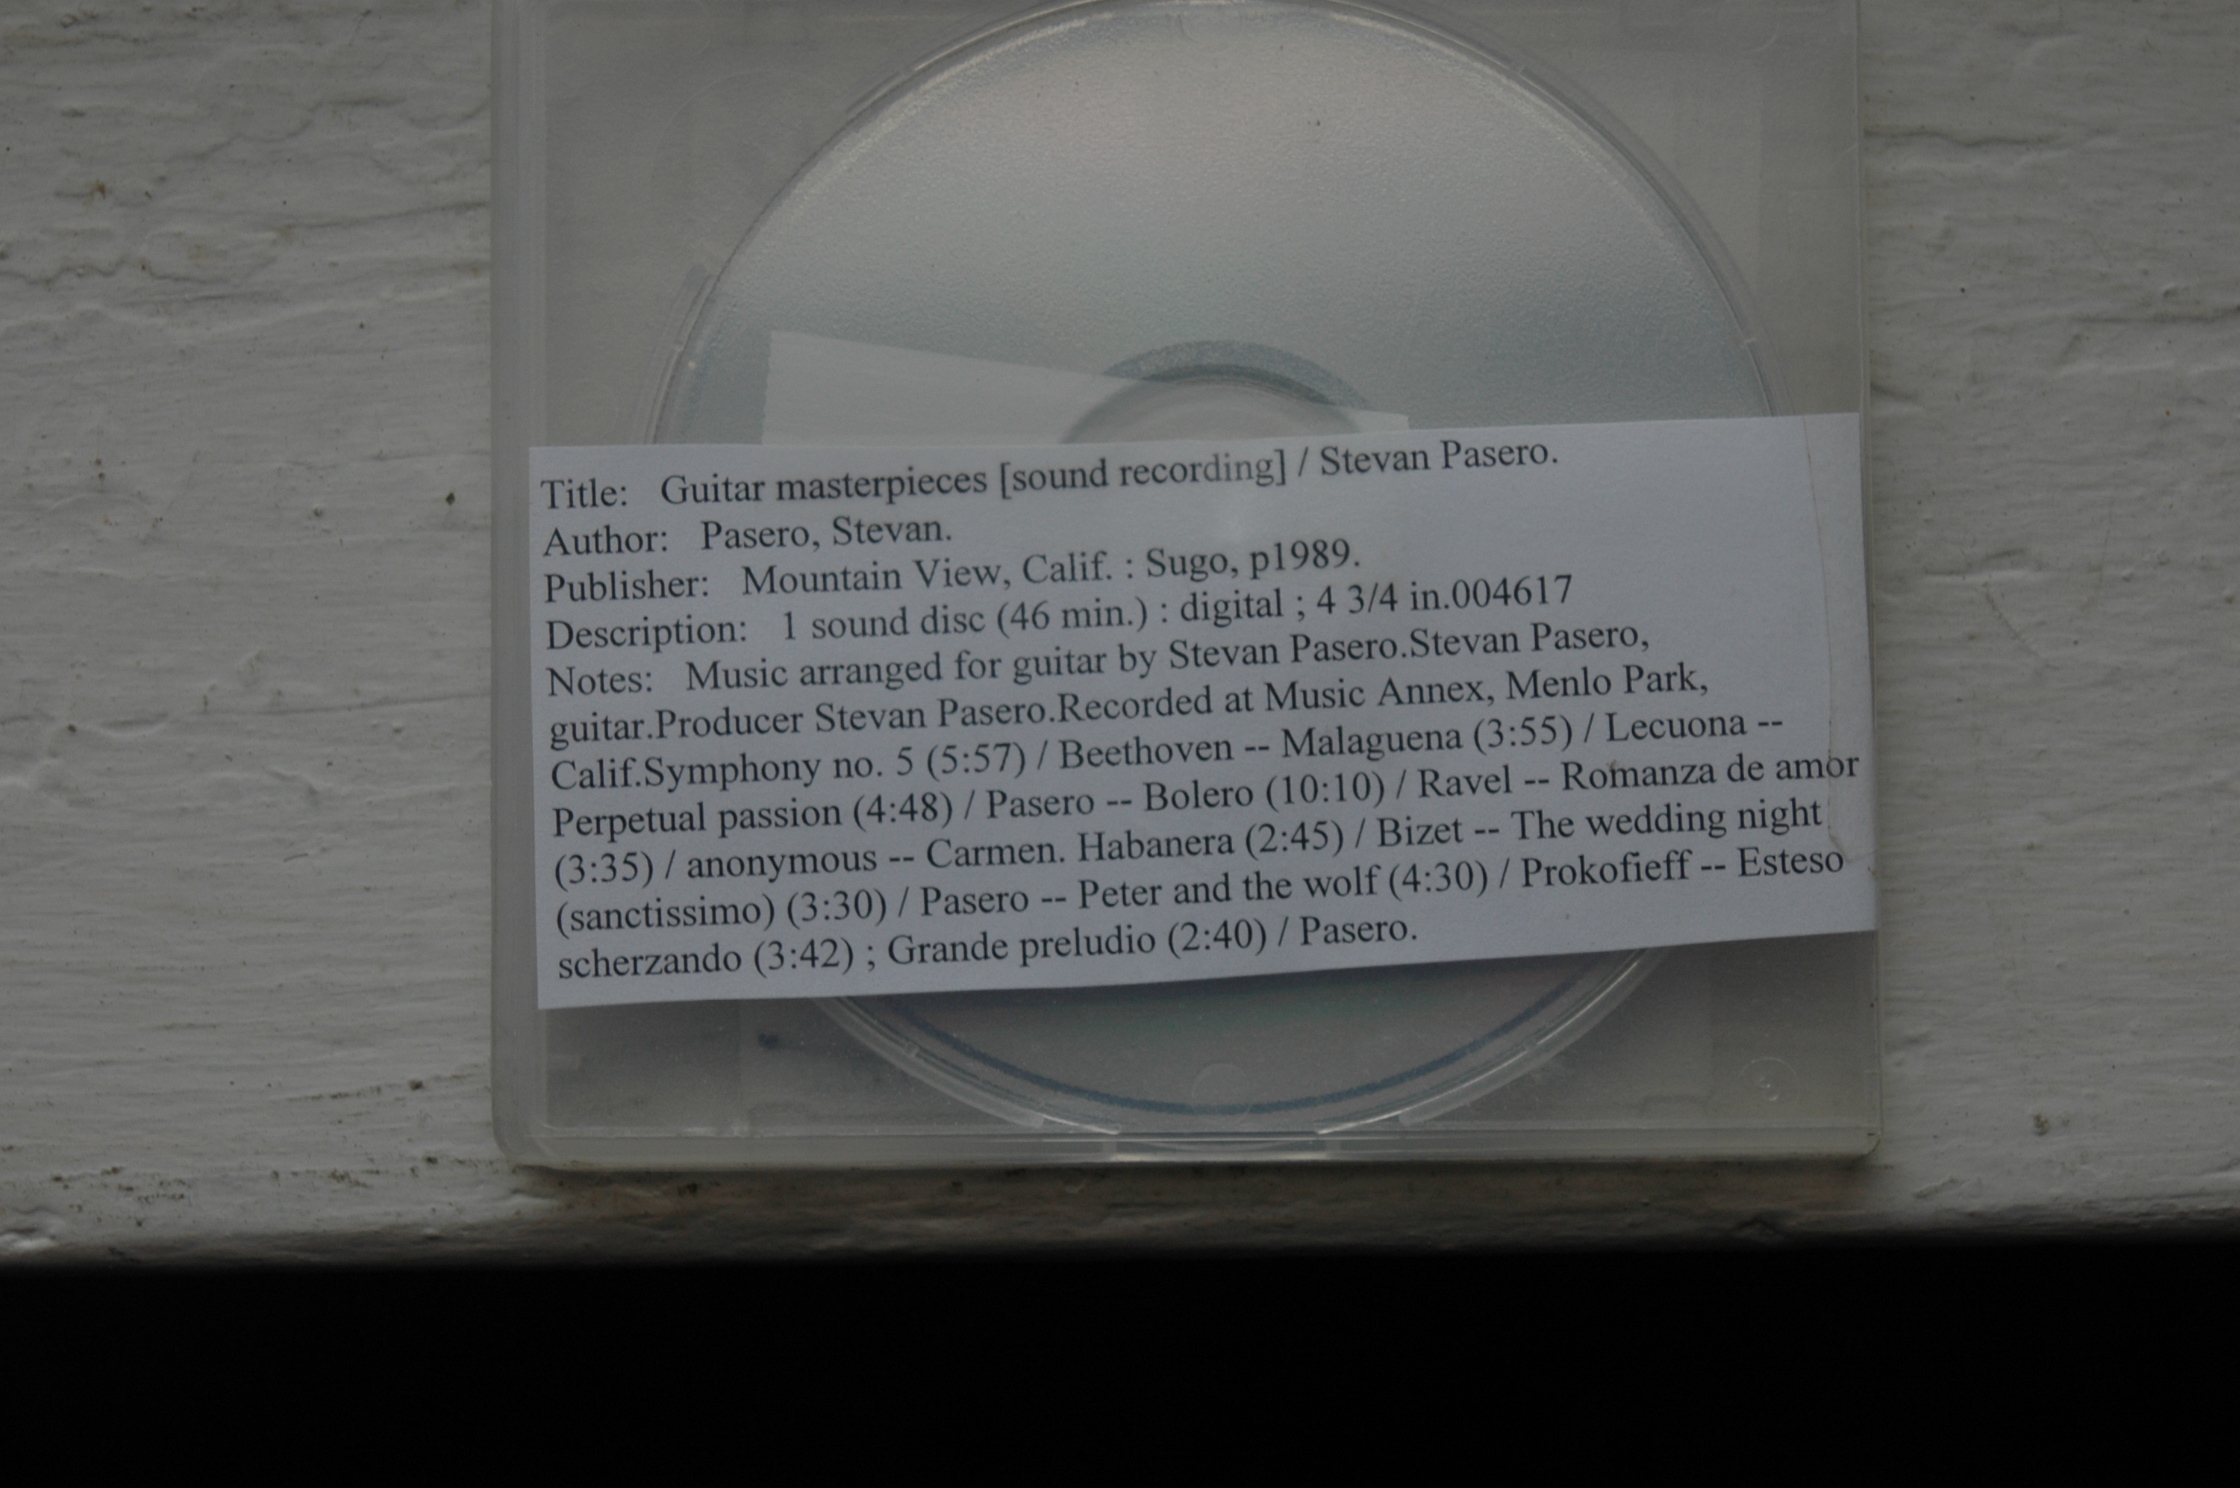 Title: Guitar masterpieces [sound recording] / Stevan Pasero.
Author: Pasero, Stevan.
Publisher: Mountain View, Calif. : Sugo, p1989.
Description: 1 sound disc (46 min.) : digital ; 4 3/4 in.004617
Notes: Music arranged for guitar by Stevan Pasero.Stevan Pasero,
guitar.Producer Stevan Pasero.Recorded at Music Annex, Menlo Park,
Calif.Symphony no. 5 (5:57) / Beethoven -- Malaguena (3:55) / Lecuona --
Perpetual passion (4:48) / Pasero -- Bolero (10:10) / Ravel -- Romanza de amor
(3:35) / anonymous -- Carmen. Habanera (2:45) / Bizet -- The wedding night
(sanctissimo) (3:30) / Pasero -- Peter and the wolf (4:30) / Prokofieff -- Esteso
scherzando (3:42) ; Grande preludio (2:40) / Pasero.